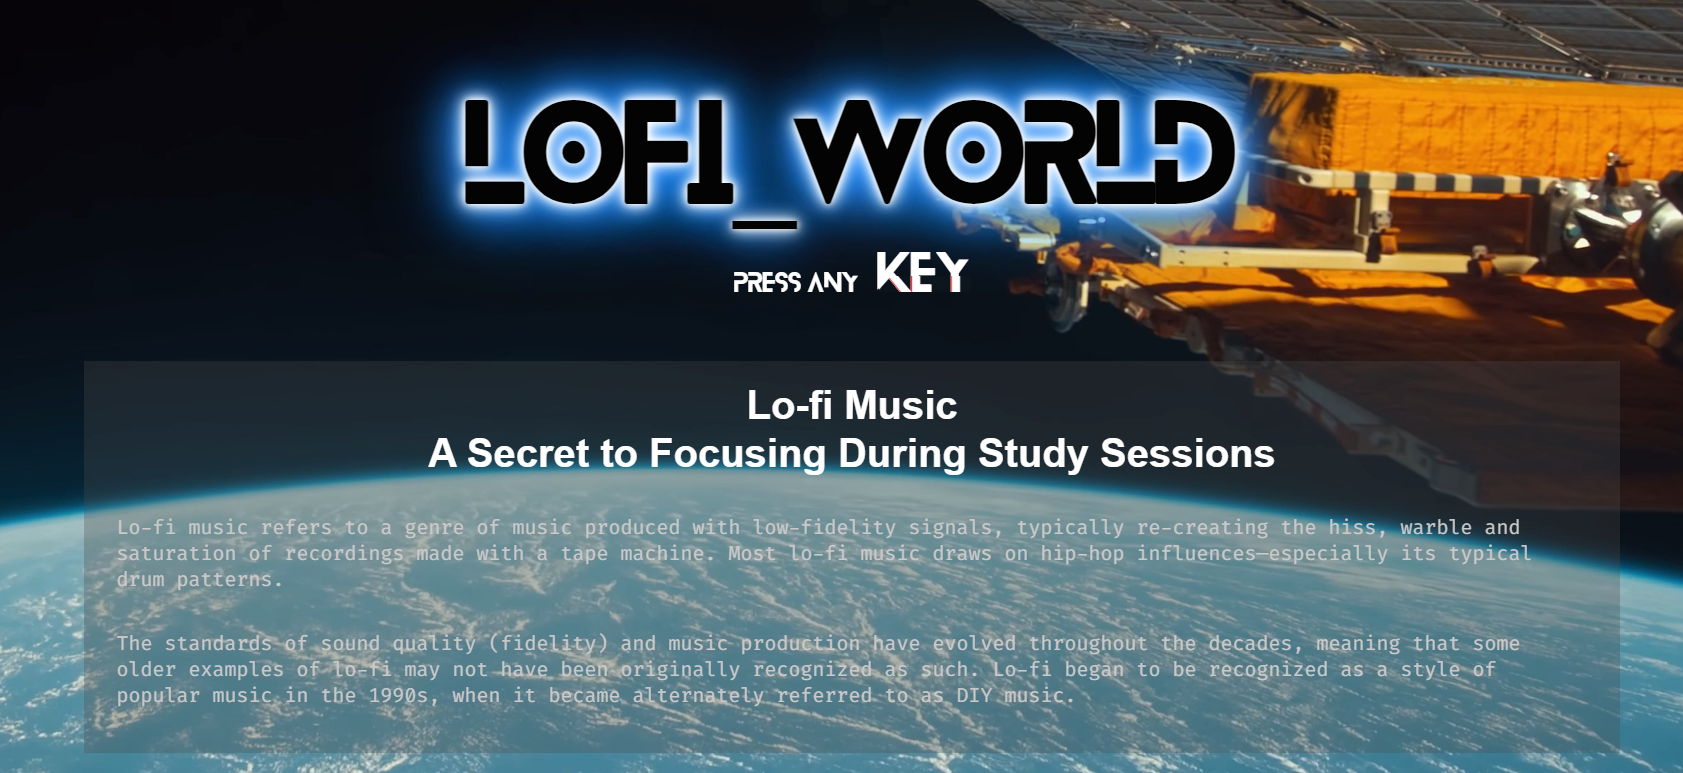 LOFI_WORLD
PRESS ANY KEY
Lo-fi Music
A Secret to Focusing During Study Sessions
Lo-fi music refers to a genre of music produced with low-fidelity signals, typically re-creating the hiss, warble and
saturation of recordings made with a tape machine. Most lo-fi music draws on hip-hop influences—especially its typical
drum patterns.
The standards of sound quality (fidelity) and music production have evolved throughout the decades, meaning that some
older examples of lo-fi may not have been originally recognized as such. Lo-fi began to be recognized as a style of
popular music in the 1990s, when it became alternately referred to as DIY music.